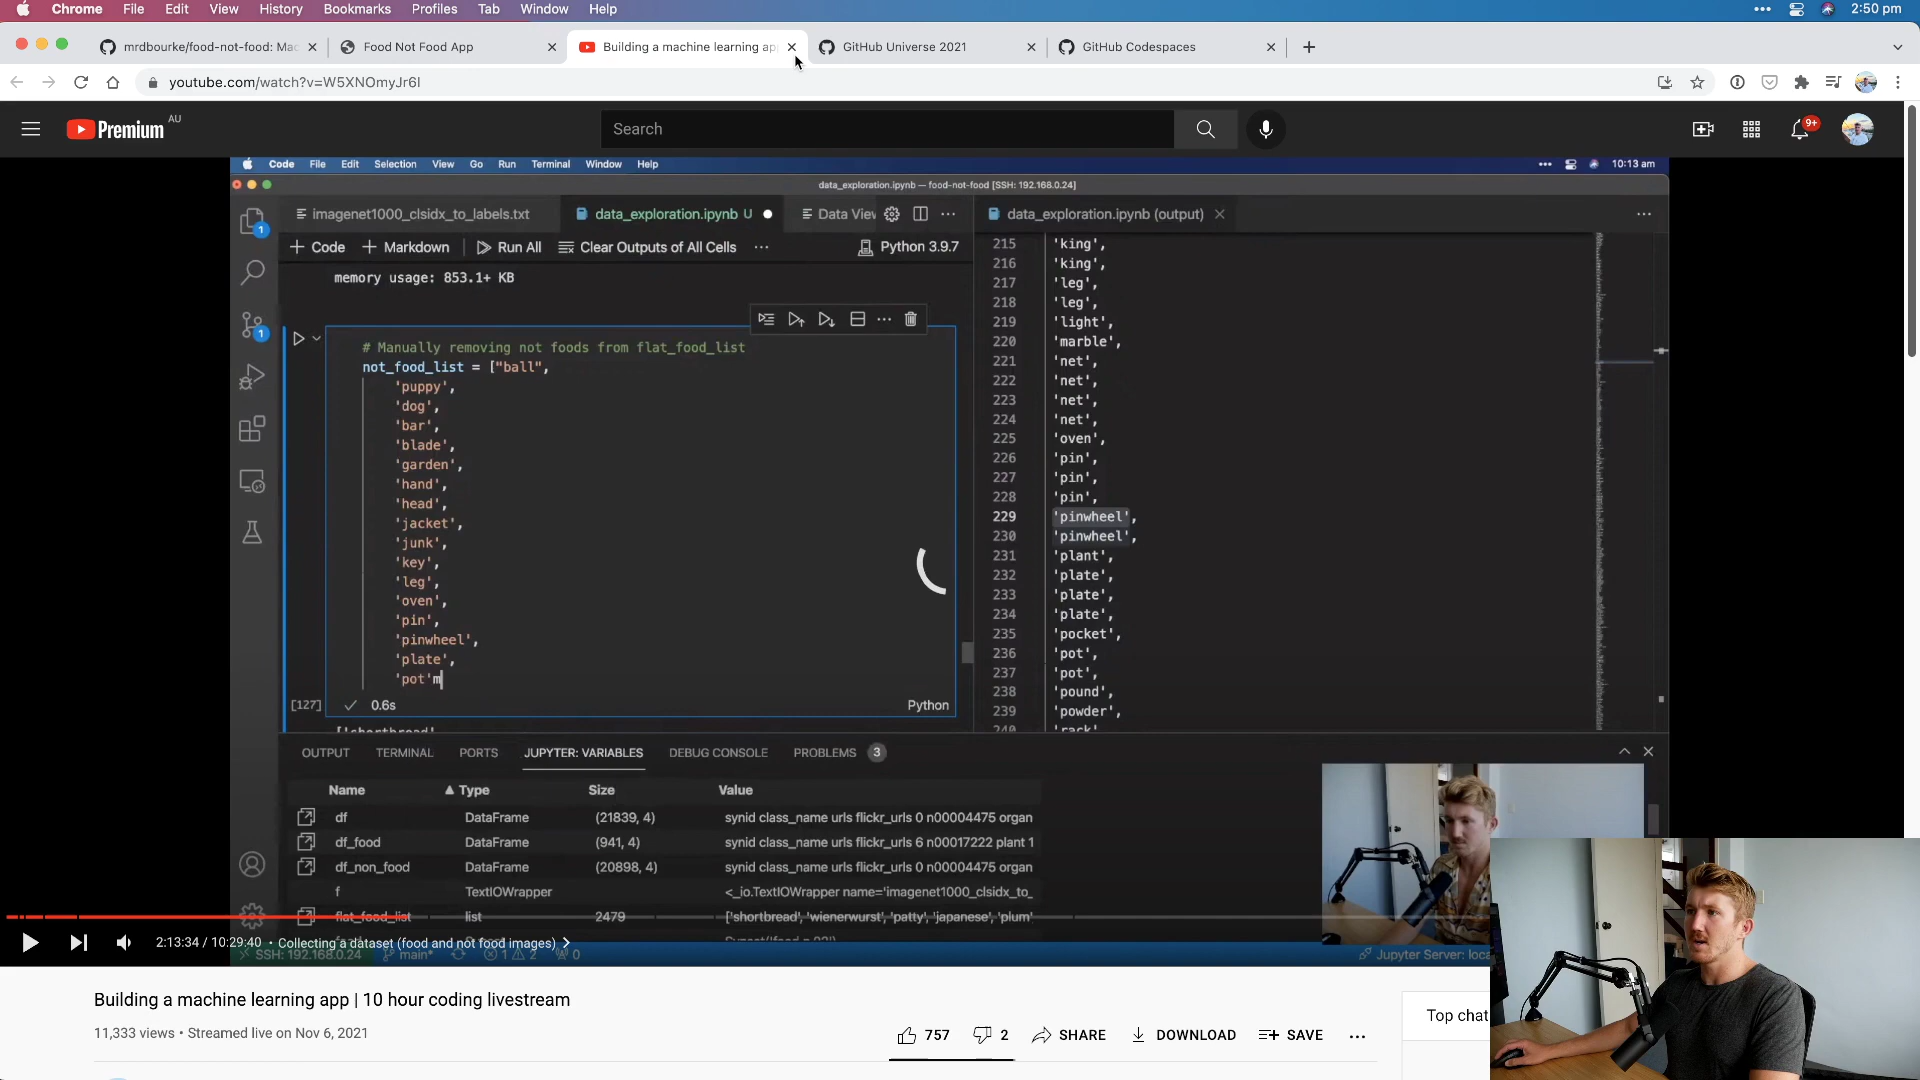 Chrome File Edit View History Bookmarks Profiles Tab Window Help 2:50 pm
mrdbourke/food-not-food: Mac Food Not Food App Building a machine learning app GitHub Universe 2021 GitHub Codespaces
youtube.com/watch?v=W5XNOmyJr6I
Premium AU Search 9+
Code File Edit Selection View Go Run Terminal Window Help 10:13 am
data_exploration.ipynb — food-not-food [SSH: 192.168.0.24]
imagenet1000_clsidx_to_labels.txt data_exploration.ipynb U Data View data_exploration.ipynb (output)
+ Code + Markdown Run All Clear Outputs of All Cells ... Python 3.9.7
memory usage: 853.1+ KB
# Manually removing not foods from flat_food_list
not_food_list = ["ball",
'puppy',
'dog',
'bar',
'blade',
'garden',
'hand',
'head',
'jacket',
'junk',
'key',
'leg',
'oven',
'pin',
'pinwheel',
'plate',
'pot'm
[127] 0.6s Python
['shortbread',
215 'king',
216 'king',
217 'leg',
218 'leg',
219 'light',
220 'marble',
221 'net',
222 'net',
223 'net',
224 'net',
225 'oven',
226 'pin',
227 'pin',
228 'pin',
229 'pinwheel',
230 'pinwheel',
231 'plant',
232 'plate',
233 'plate',
234 'plate',
235 'pocket',
236 'pot',
237 'pot',
238 'pound',
239 'powder',
240 'rack'
1
1
OUTPUT TERMINAL PORTS JUPYTER: VARIABLES DEBUG CONSOLE PROBLEMS 3
Name Type Size Value
df DataFrame (21839, 4) synid class_name urls flickr_urls 0 n00004475 organ
df_food DataFrame (941, 4) synid class_name urls flickr_urls 6 n00017222 plant 1
df_non_food DataFrame (20898, 4) synid class_name urls flickr_urls 0 n00004475 organ
f TextIOWrapper <_io.TextIOWrapper name='imagenet1000_clsidx_to_
flat_food_list list 2479 ['shortbread', 'wienerwurst', 'patty', 'japanese', 'plum'
2:13:34 / 10:29:40 • Collecting a dataset (food and not food images)
SSH: 192.168.0.24 main* 1 2 0 Jupyter Server: loca
Building a machine learning app | 10 hour coding livestream
11,333 views • Streamed live on Nov 6, 2021
757 2 SHARE DOWNLOAD SAVE ...
Top chat